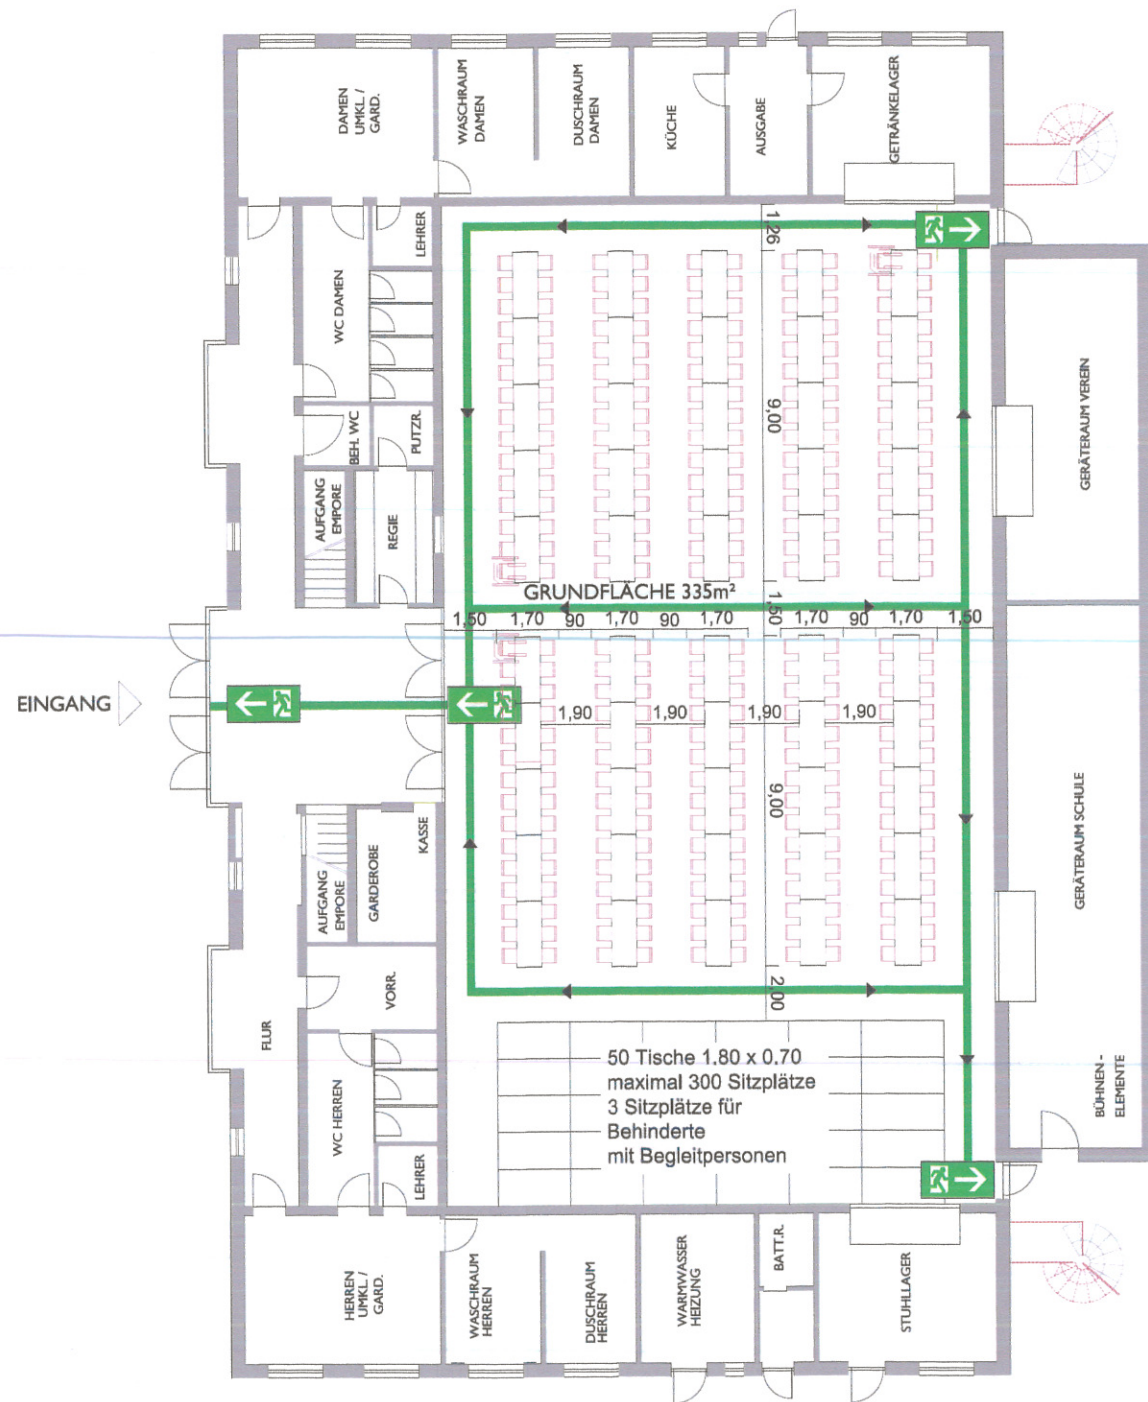 DAMEN
UMKL. /
GARD.
WASCHRAUM
DAMEN
DUSCHRAUM
DAMEN
KÜCHE
AUSGABE
GETRÄNKELAGER
LEHRER
WC DAMEN
BEH. WC
PUTZR.
AUFGANG
EMPORE
REGIE
1,26
9,00
GERÄTERAUM VEREIN
GRUNDFLÄCHE 335m²
1,50
1,50
1,70
90
1,70
90
1,70
1,70
90
1,70
1,50
EINGANG
1,90
1,90
1,90
1,90
9,00
KASSE
GARDEROBE
AUFGANG
EMPORE
GERÄTERAUM SCHULE
VORR.
FLUR
2,00
50 Tische 1,80 x 0,70
maximal 300 Sitzplätze
3 Sitzplätze für
Behinderte
mit Begleitpersonen
BÜHNEN -
ELEMENTE
WC HERREN
LEHRER
HERREN
UMKL. /
GARD.
WASCHRAUM
HERREN
DUSCHRAUM
HERREN
WARMWASSER
HEIZUNG
BATT.R.
STUHLLAGER